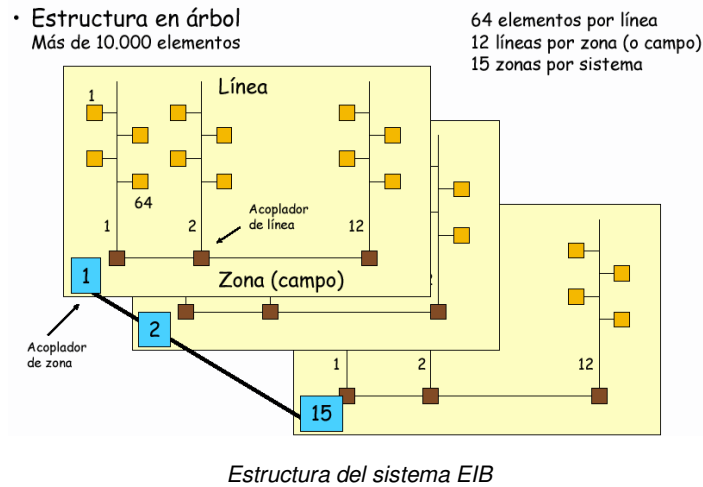 · Estructura en árbol
Más de 10.000 elementos
64 elementos por línea
12 líneas por zona (o campo)
15 zonas por sistema
Línea
1
64
1
2
12
Acoplador
de línea
Zona (campo)
1
Acoplador
de zona
2
2
1
2
12
15
Estructura del sistema EIB